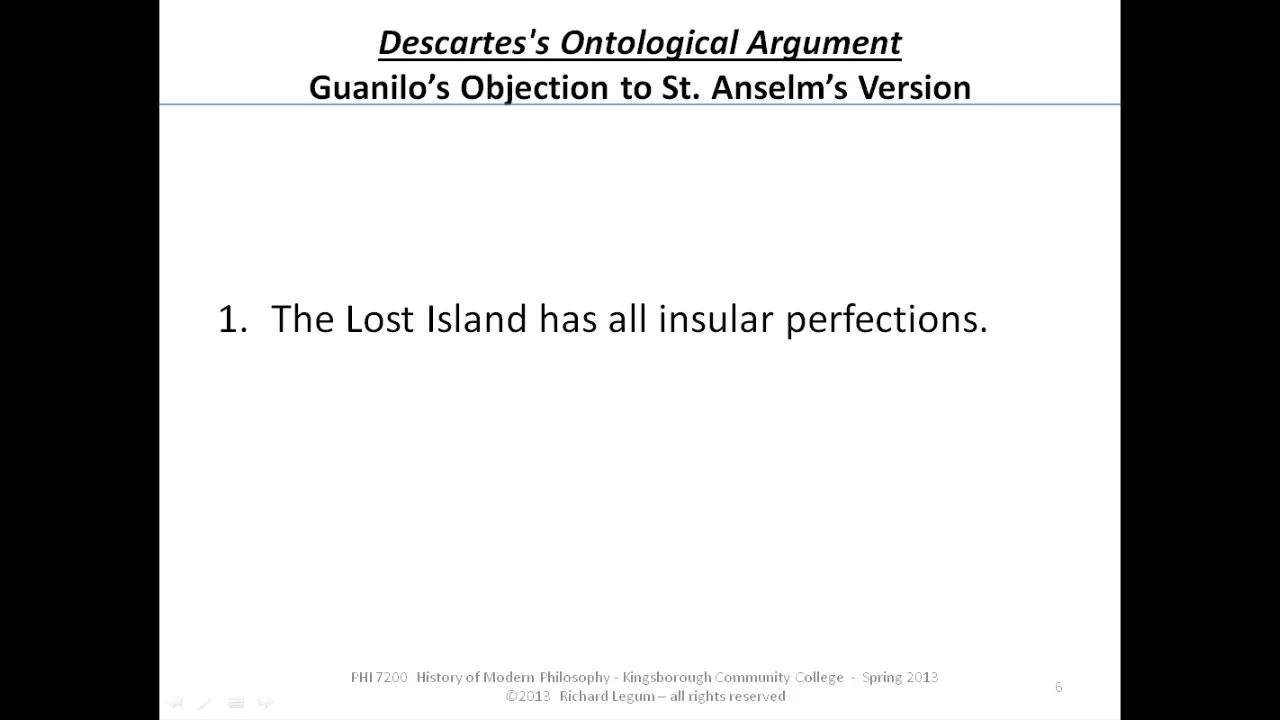 Descartes's Ontological Argument
Guanilo’s Objection to St. Anselm’s Version
1. The Lost Island has all insular perfections.
PHI 7200 History of Modern Philosophy - Kingsborough Community College - Spring 2013
©2013 Richard Legum – all rights reserved
6